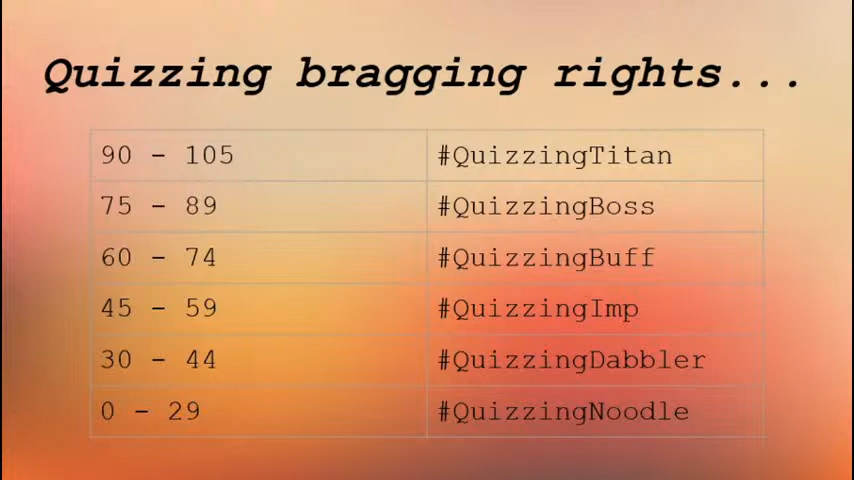 Quizzing bragging rights...
90 - 105 #QuizzingTitan
75 - 89 #QuizzingBoss
60 - 74 #QuizzingBuff
45 - 59 #QuizzingImp
30 - 44 #QuizzingDabbler
0 - 29 #QuizzingNoodle